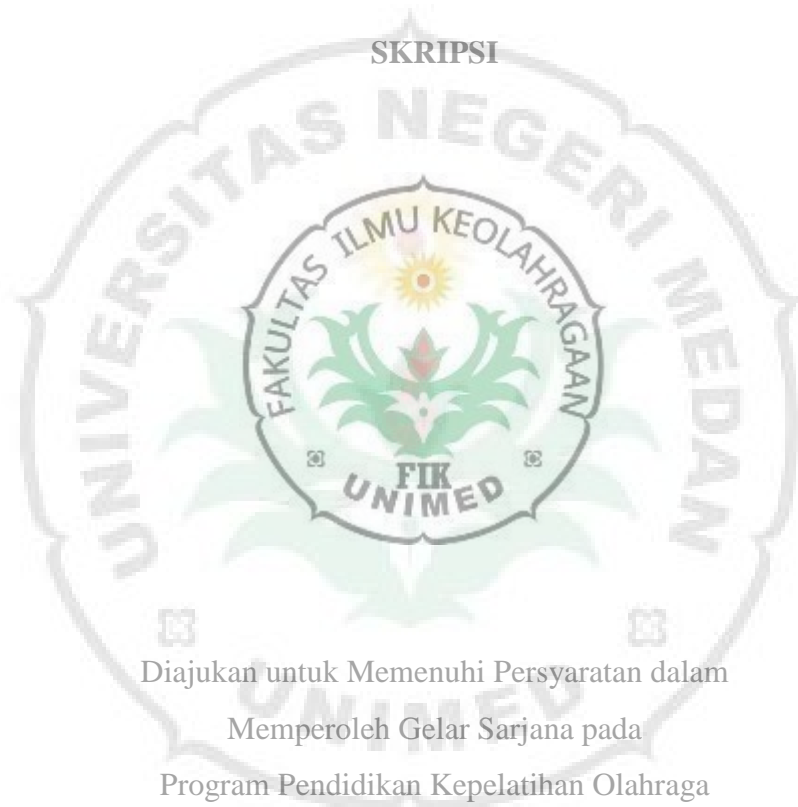 SKRIPSI
UNIVERSITAS NEGERI MEDAN
FAKULTAS ILMU KEOLAHRAGAAN
FIK
UNIMED
Diajukan untuk Memenuhi Persyaratan dalam
UNIMED
Memperoleh Gelar Sarjana pada
Program Pendidikan Kepelatihan Olahraga